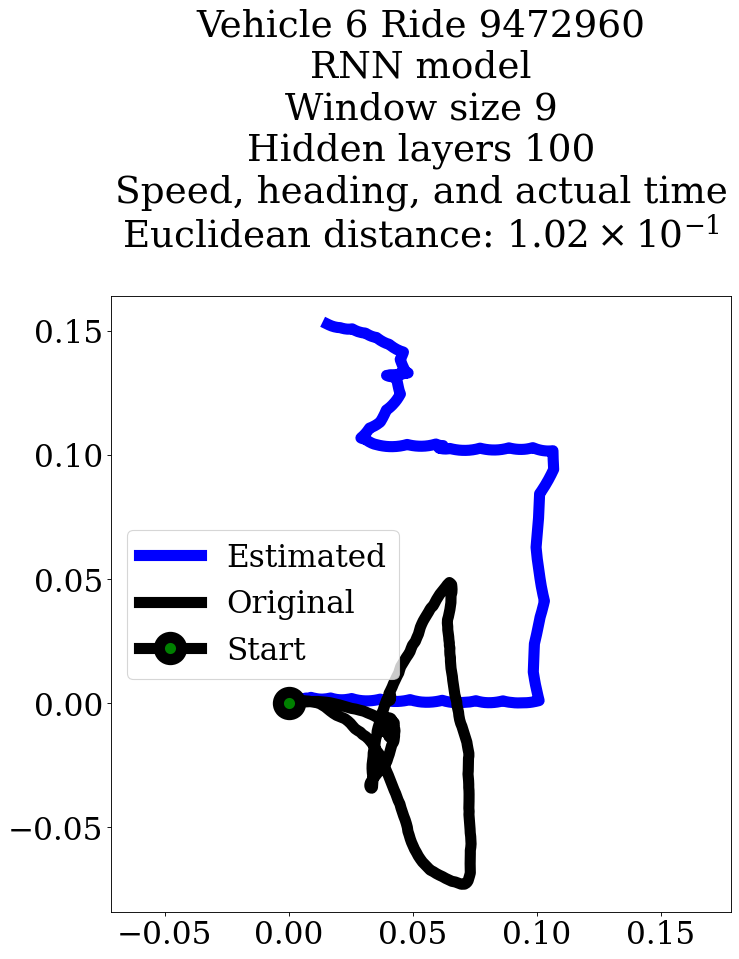 Vehicle 6 Ride 9472960
RNN model
Window size 9
Hidden layers 100
Speed, heading, and actual time
Euclidean distance: 1.02 × 10⁻¹
0.15
0.10
0.05
0.00
−0.05
Estimated
Original
Start
−0.05 0.00 0.05 0.10 0.15